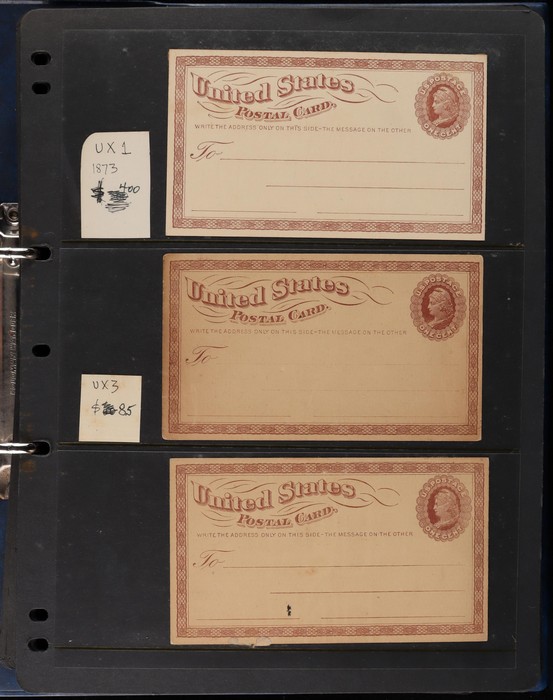 UX1
1873
$ 400
United States
Postal Card.
WRITE THE ADDRESS ONLY ON THIS SIDE-THE MESSAGE ON THE OTHER
To
U.S. POSTAGE
ONE CENT
UX3
$ 85
United States
Postal Card.
WRITE THE ADDRESS ONLY ON THIS SIDE-THE MESSAGE ON THE OTHER
To
U.S. POSTAGE
ONE CENT
United States
Postal Card.
WRITE THE ADDRESS ONLY ON THIS SIDE-THE MESSAGE ON THE OTHER
To
U.S. POSTAGE
ONE CENT